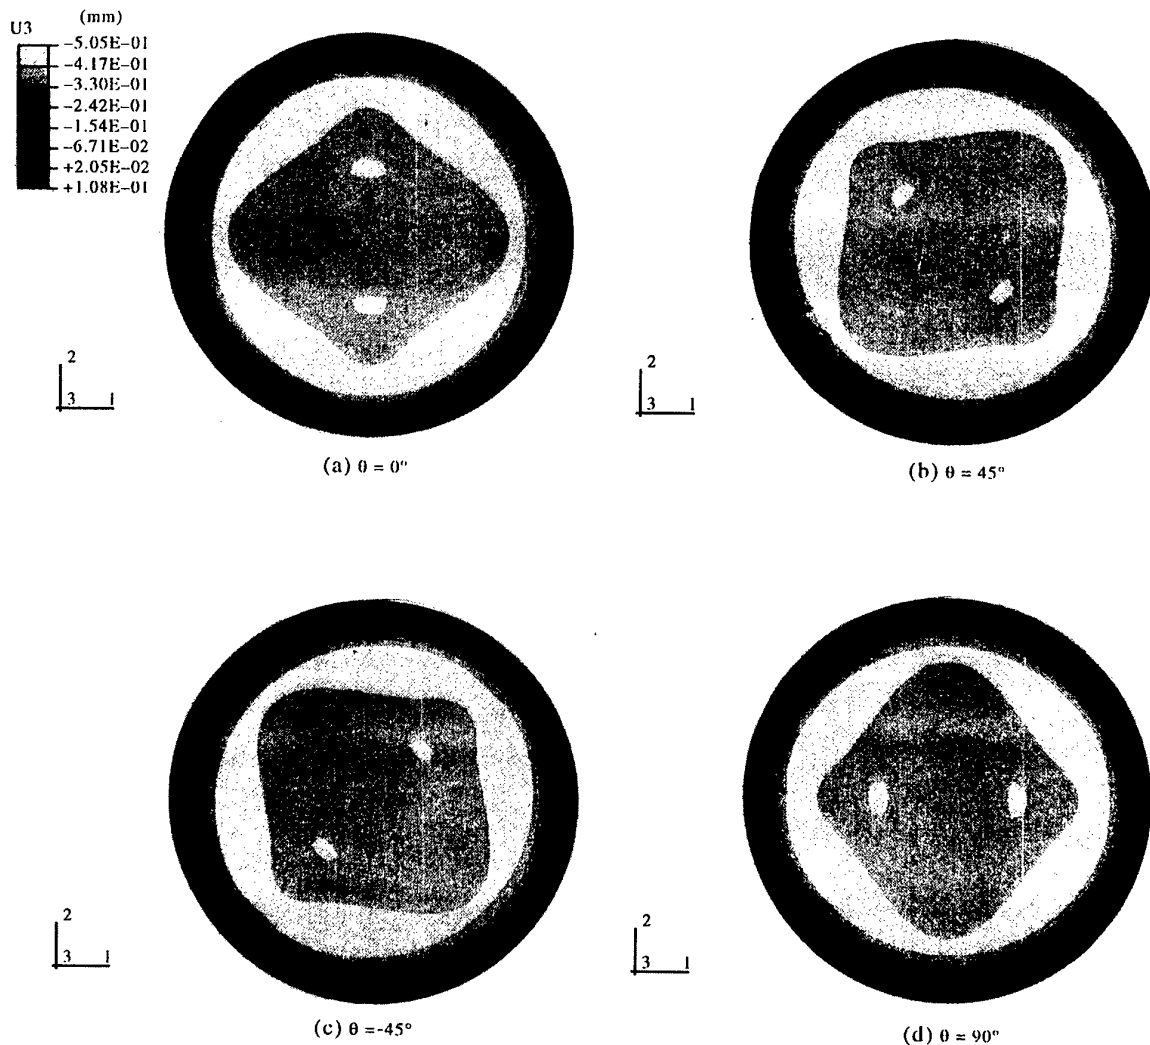 (mm)
U3
−5.05E−01
−4.17E−01
−3.30E−01
−2.42E−01
−1.54E−01
−6.71E−02
+2.05E−02
+1.08E−01
2
3 1
(a) θ = 0°
2
3 1
(b) θ = 45°
2
3 1
(c) θ =-45°
2
3 1
(d) θ = 90°